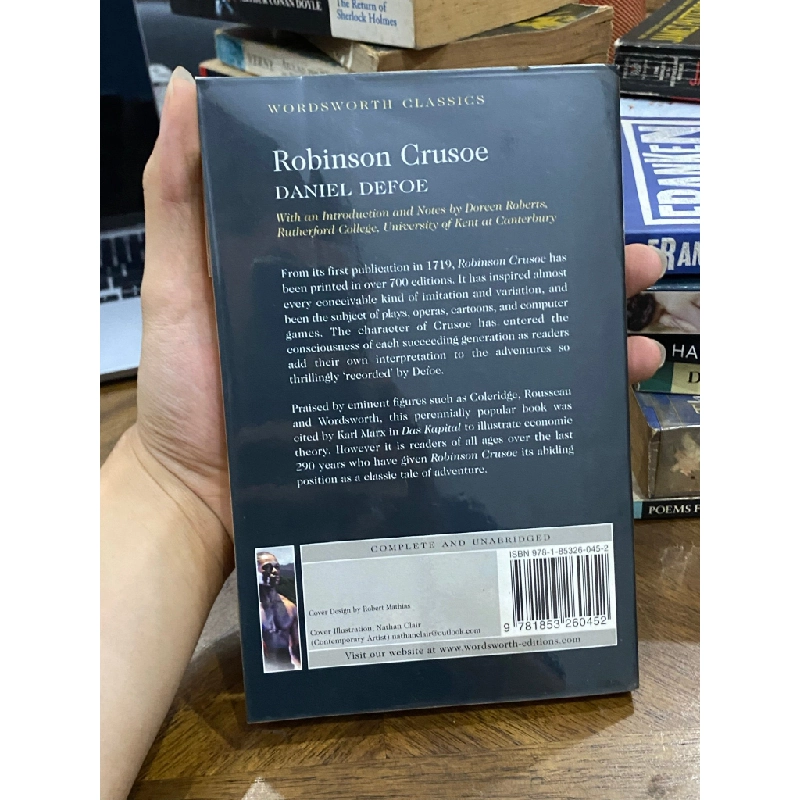 The Return of
Sherlock Holmes
WORDSWORTH CLASSICS
Robinson Crusoe
DANIEL DEFOE
With an Introduction and Notes by Doreen Roberts,
Rutherford College, University of Kent at Canterbury
From its first publication in 1719, Robinson Crusoe has
been printed in over 700 editions. It has inspired almost
every conceivable kind of imitation and variation, and
been the subject of plays, operas, cartoons, and computer
games. The character of Crusoe has entered the
consciousness of each succeeding generation as readers
add their own interpretation to the adventures so
thrillingly 'recorded' by Defoe.
Praised by eminent figures such as Coleridge, Rousseau
and Wordsworth, this perennially popular book was
cited by Karl Marx in Das Kapital to illustrate economic
theory. However it is readers of all ages over the last
290 years who have given Robinson Crusoe its abiding
position as a classic tale of adventure.
COMPLETE AND UNABRIDGED
ISBN 978-1-85326-045-2
9 781853 260452
Cover Design by Robert Mathias
Cover Illustration, Nathan Clair
(Contemporary Artist) nathanclair@outlook.com
Visit our website at www.wordsworth-editions.com
FRANKEN
FRAN
HA
D
POEMS F